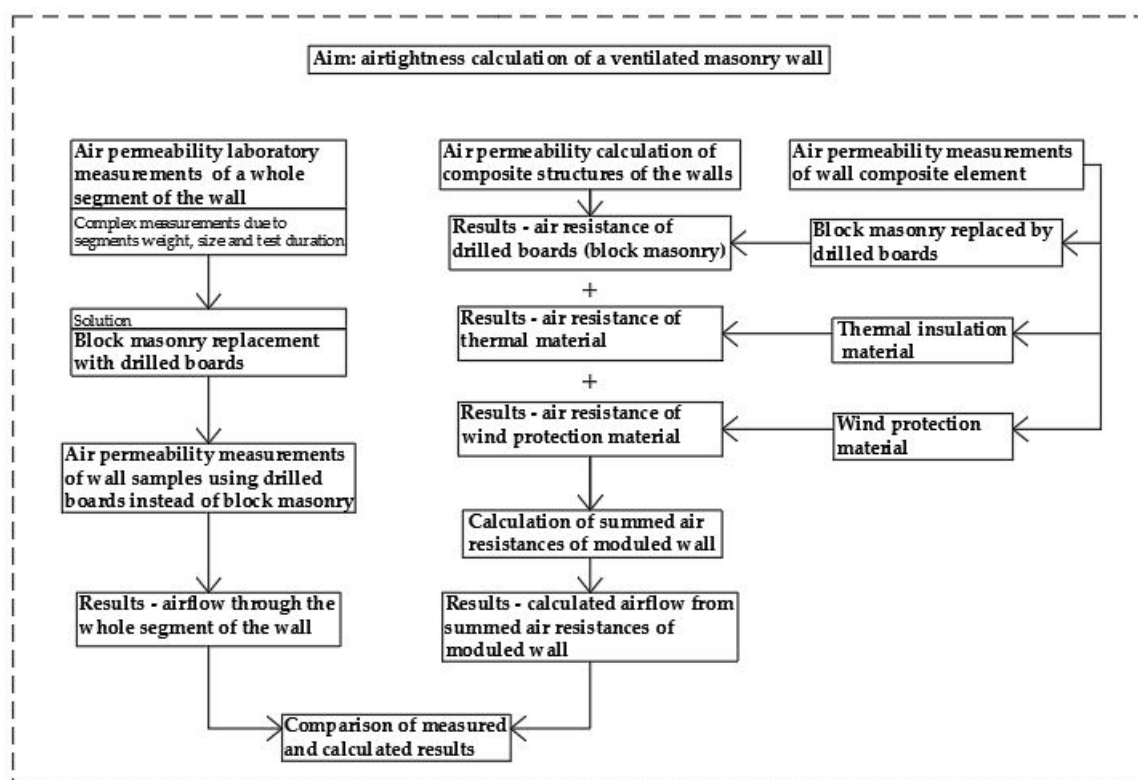 Aim: airtightness calculation of a ventilated masonry wall
Air permeability laboratory
measurements of a whole
segment of the wall
Complex measurements due to
segments weight, size and test duration
Solution
Block masonry replacement
with drilled boards
Air permeability measurements
of wall samples using drilled
boards instead of block masonry
Results - airflow through the
whole segment of the wall
Air permeability calculation of
composite structures of the walls
Results - air resistance of
drilled boards (block masonry)
+
Results - air resistance of
thermal material
+
Results - air resistance of
wind protection material
Calculation of summed air
resistances of moduled wall
Results - calculated airflow from
summed air resistances of
moduled wall
Air permeability measurements
of wall composite element
Block masonry replaced by
drilled boards
Thermal insulation
material
Wind protection
material
Comparison of measured
and calculated results